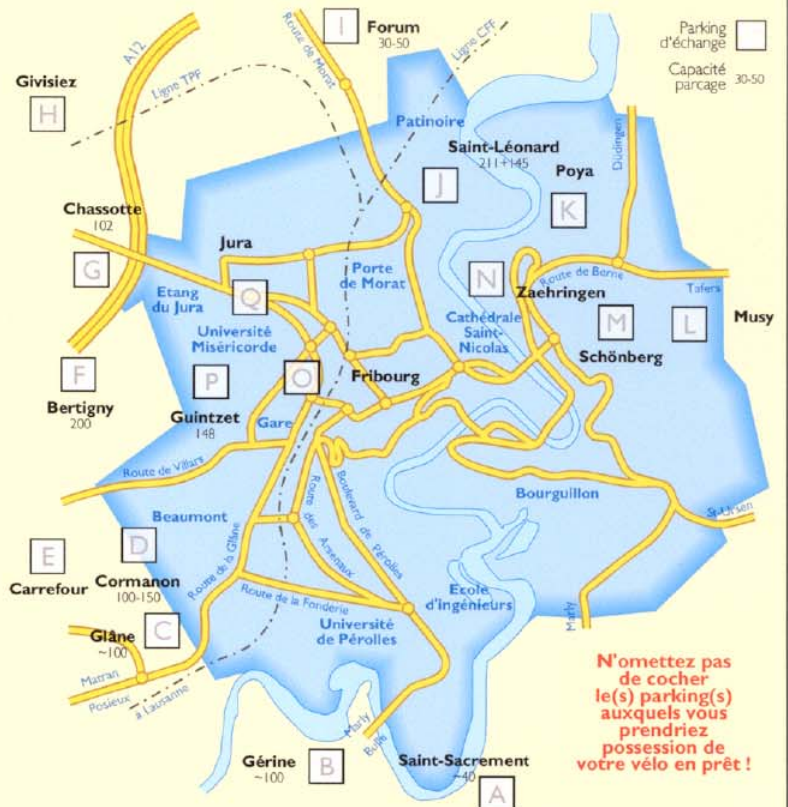 I
Forum
30-50
Parking
d'échange
Capacité
parcage 30-50
A12
Route de Morat
Ligne CFF
Ligne TPF
Givisiez
H
Patinoire
Saint-Léonard
211+145
J
Poya
K
Düdingen
Chassotte
102
G
Jura
Q
Porte
de Morat
N
Zaehringen
Route de Berne
Tafers
Etang
du Jura
Université
Miséricorde
Cathédrale
Saint-
Nicolas
M
L
Musy
Schönberg
F
Bertigny
200
P
Guintzet
148
O
Fribourg
Gare
Route de Villars
Beaumont
Route des Arsenaux
Boulevard de Pérolles
Bourguillon
St-Ursen
E
Carrefour
D
Cormanon
100-150
Route de la Glâne
Route de la Fonderie
Ecole
d'Ingénieurs
Université
de Pérolles
Marly
Glâne
~100
C
Matran
Posieux
à Lausanne
Marly
Bulle
Gérine
~100
B
Saint-Sacrement
~40
A
N'omettez pas
de cocher
le(s) parking(s)
auxquels vous
prendriez
possession de
votre vélo en prêt !